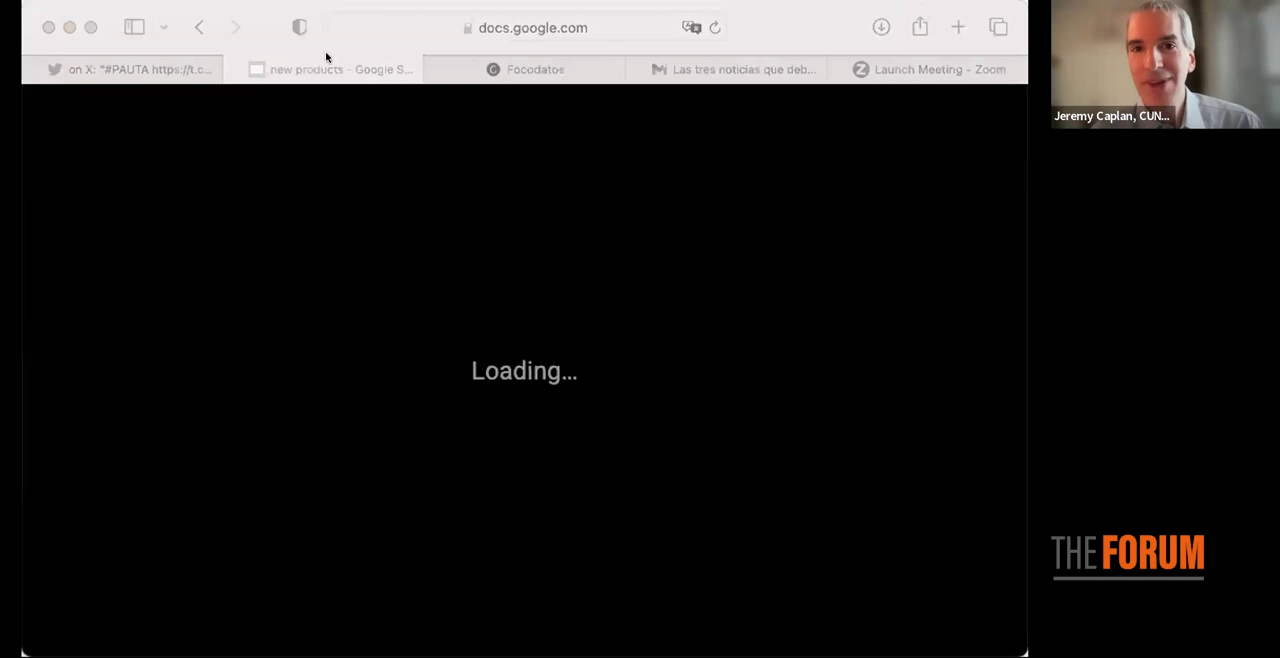 docs.google.com
on X: "#PAUTA https://t.c...
new products - Google S...
Focodatos
Las tres noticias que deb...
Launch Meeting - Zoom
Jeremy Caplan, CUN...
Loading...
THE FORUM